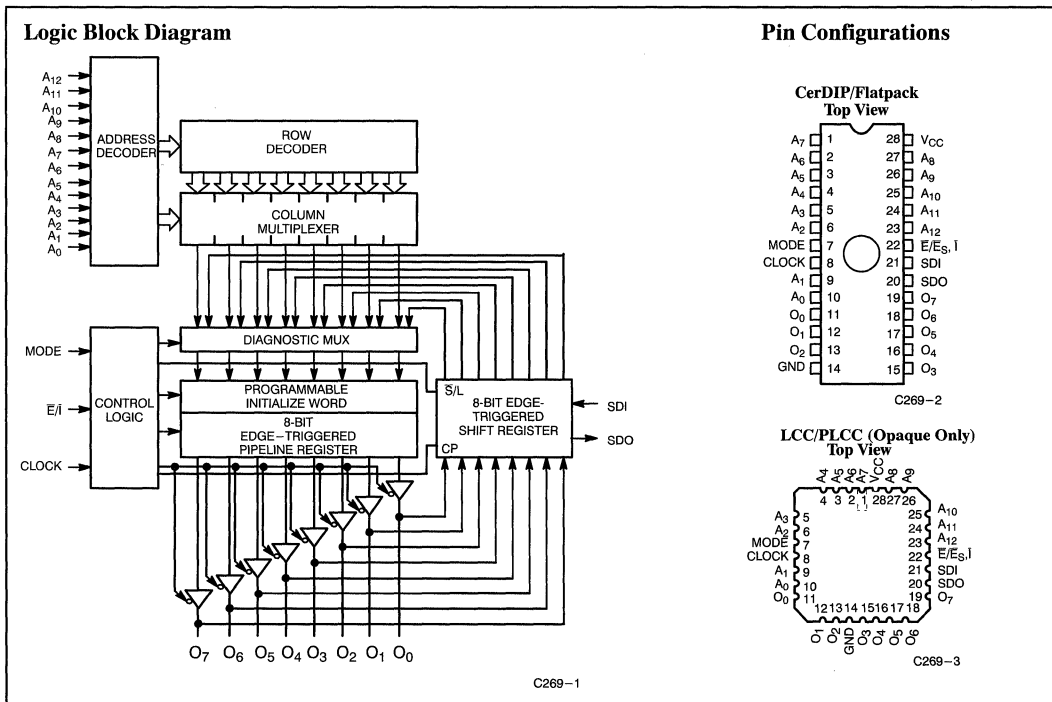 Logic Block Diagram
A12
A11
A10
A9
A8
A7
A6
A5
A4
A3
A2
A1
A0
ADDRESS
DECODER
ROW
DECODER
COLUMN
MULTIPLEXER
DIAGNOSTIC MUX
MODE
E̅/I̅
CLOCK
CONTROL
LOGIC
PROGRAMMABLE
INITIALIZE WORD
8-BIT
EDGE-TRIGGERED
PIPELINE REGISTER
S̅/L
8-BIT EDGE-
TRIGGERED
SHIFT REGISTER
CP
SDI
SDO
O7 O6 O5 O4 O3 O2 O1 O0
C269-1
Pin Configurations
CerDIP/Flatpack
Top View
A7 1 28 VCC
A6 2 27 A8
A5 3 26 A9
A4 4 25 A10
A3 5 24 A11
A2 6 23 A12
MODE 7 22 E̅/E̅S, I̅
CLOCK 8 21 SDI
A1 9 20 SDO
A0 10 19 O7
O0 11 18 O6
O1 12 17 O5
O2 13 16 O4
GND 14 15 O3
C269-2
LCC/PLCC (Opaque Only)
Top View
A4 A5 A6 A7 VCC A8 A9
4 3 2 1 28 27 26
A3 5 25 A10
A2 6 24 A11
MODE 7 23 A12
CLOCK 8 22 E̅/E̅S, I̅
A1 9 21 SDI
A0 10 20 SDO
O0 11 19 O7
12 13 14 15 16 17 18
O1 O2 GND O3 O4 O5 O6
C269-3